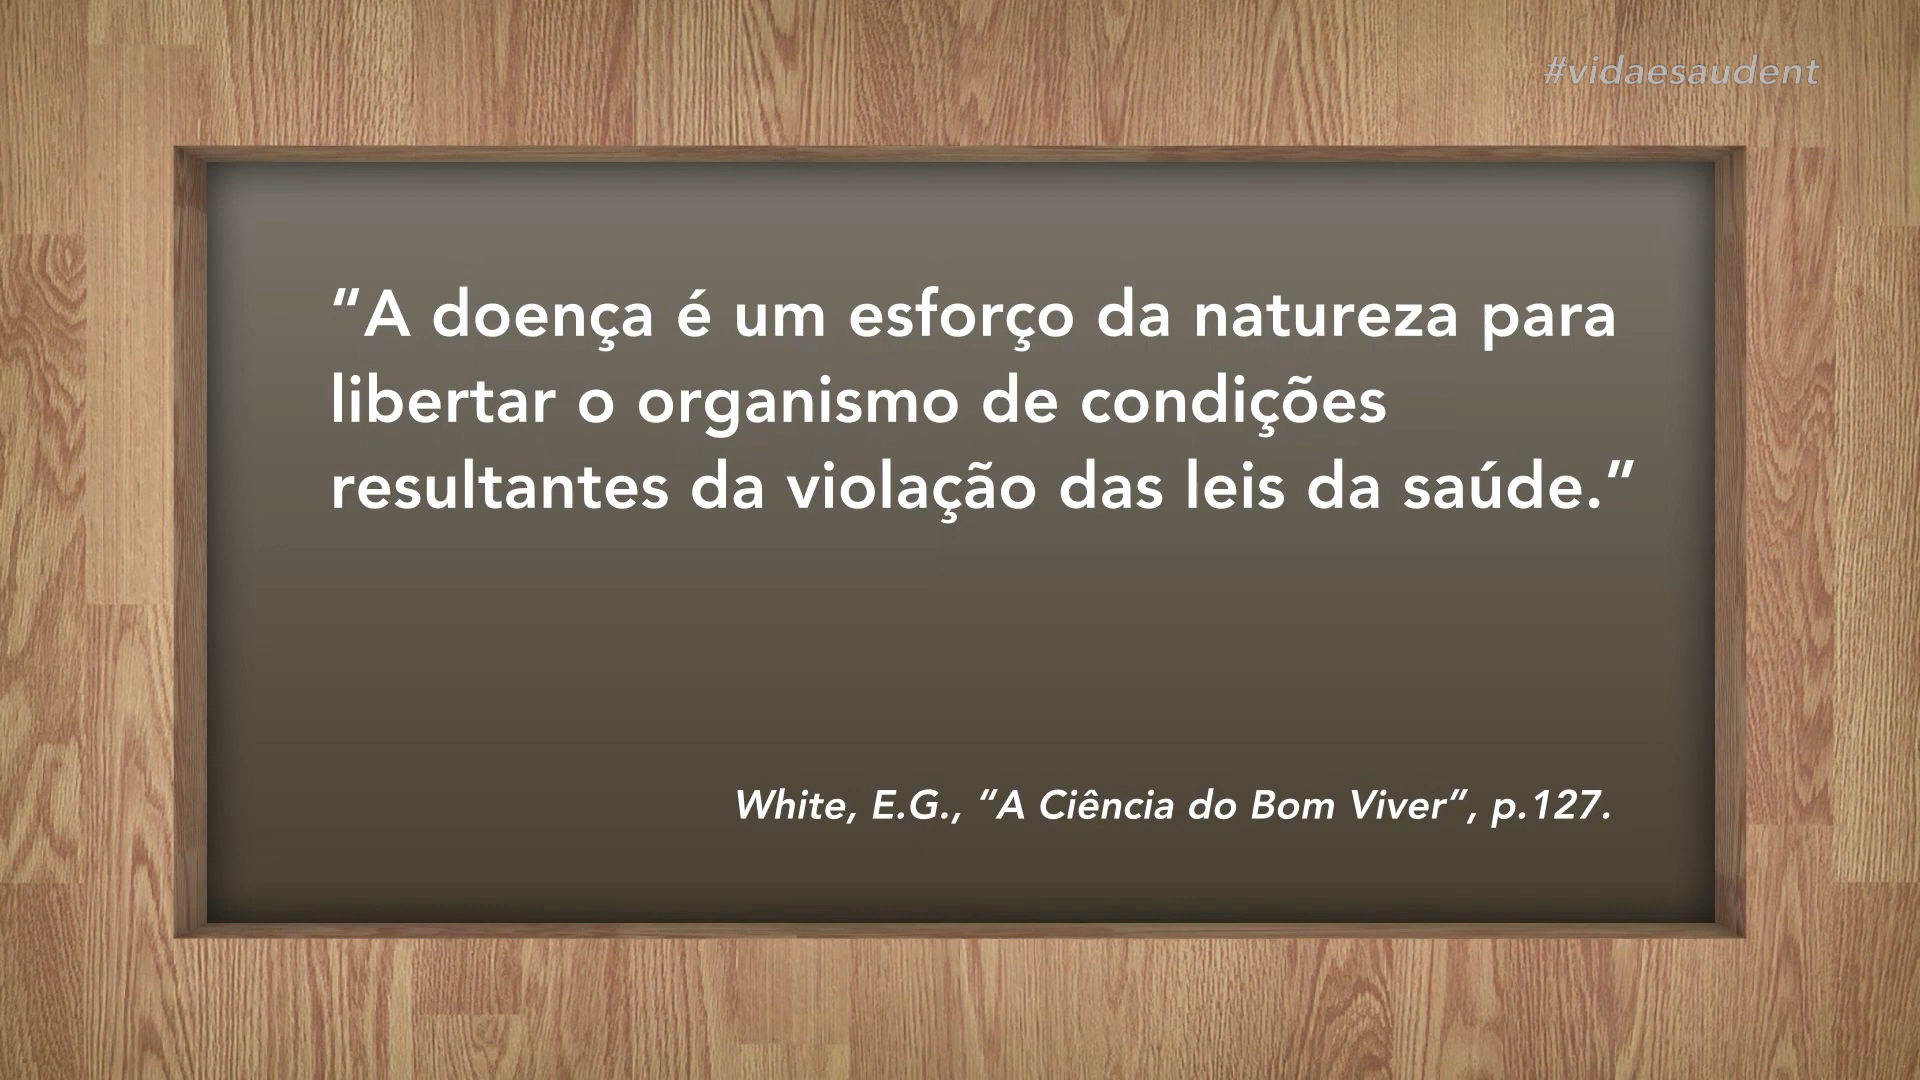 #vidaesaudent
“A doença é um esforço da natureza para
libertar o organismo de condições
resultantes da violação das leis da saúde.”
White, E.G., “A Ciência do Bom Viver”, p.127.